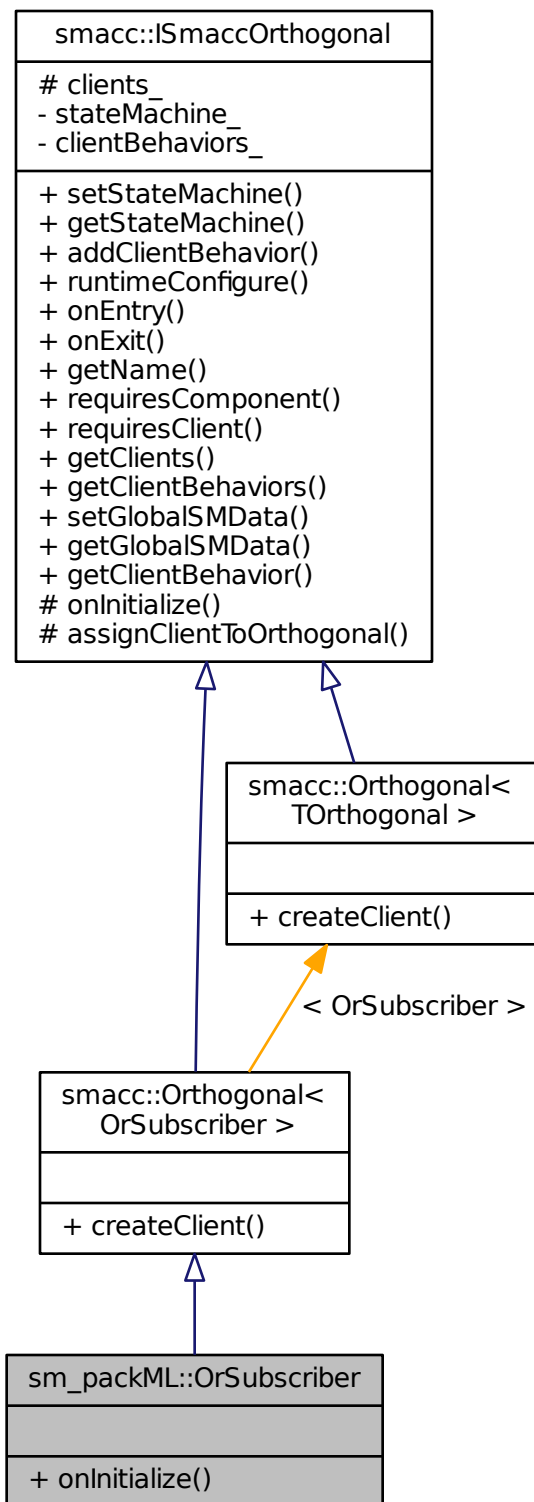 smacc::ISmaccOrthogonal
# clients_
- stateMachine_
- clientBehaviors_
+ setStateMachine()
+ getStateMachine()
+ addClientBehavior()
+ runtimeConfigure()
+ onEntry()
+ onExit()
+ getName()
+ requiresComponent()
+ requiresClient()
+ getClients()
+ getClientBehaviors()
+ setGlobalSMData()
+ getGlobalSMData()
+ getClientBehavior()
# onInitialize()
# assignClientToOrthogonal()
smacc::Orthogonal<
TOrthogonal >
+ createClient()
< OrSubscriber >
smacc::Orthogonal<
OrSubscriber >
+ createClient()
sm_packML::OrSubscriber
+ onInitialize()